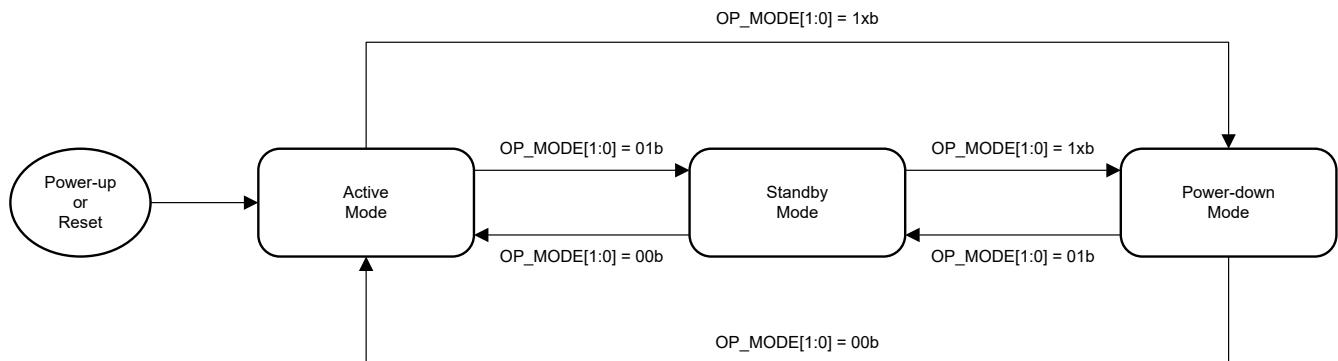 OP_MODE[1:0] = 1xb
OP_MODE[1:0] = 01b
OP_MODE[1:0] = 1xb
Power-up
or
Reset
Active
Mode
Standby
Mode
Power-down
Mode
OP_MODE[1:0] = 00b
OP_MODE[1:0] = 01b
OP_MODE[1:0] = 00b